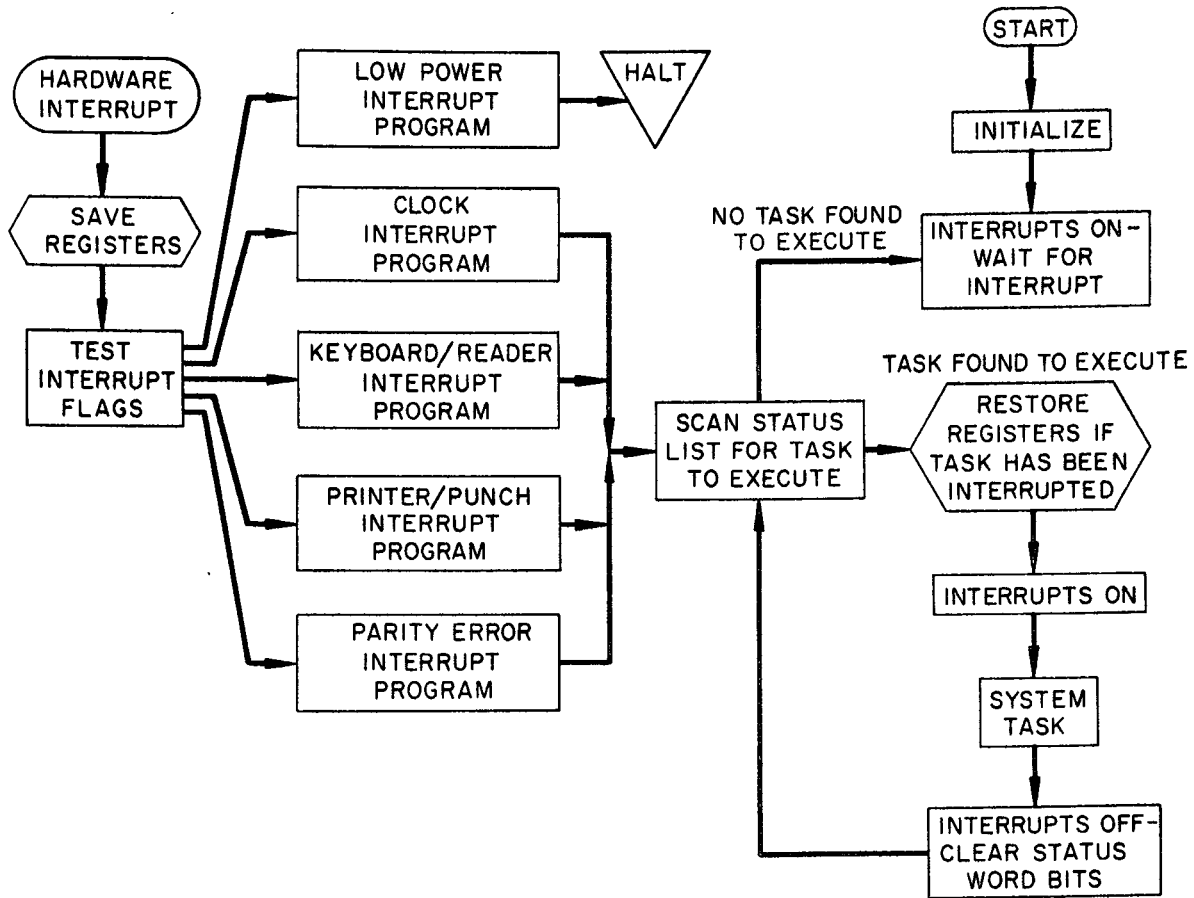 HARDWARE
INTERRUPT
SAVE
REGISTERS
TEST
INTERRUPT
FLAGS
LOW POWER
INTERRUPT
PROGRAM
HALT
CLOCK
INTERRUPT
PROGRAM
KEYBOARD/READER
INTERRUPT
PROGRAM
PRINTER/PUNCH
INTERRUPT
PROGRAM
PARITY ERROR
INTERRUPT
PROGRAM
SCAN STATUS
LIST FOR TASK
TO EXECUTE
NO TASK FOUND
TO EXECUTE
START
INITIALIZE
INTERRUPTS ON-
WAIT FOR
INTERRUPT
TASK FOUND TO EXECUTE
RESTORE
REGISTERS IF
TASK HAS BEEN
INTERRUPTED
INTERRUPTS ON
SYSTEM
TASK
INTERRUPTS OFF-
CLEAR STATUS
WORD BITS